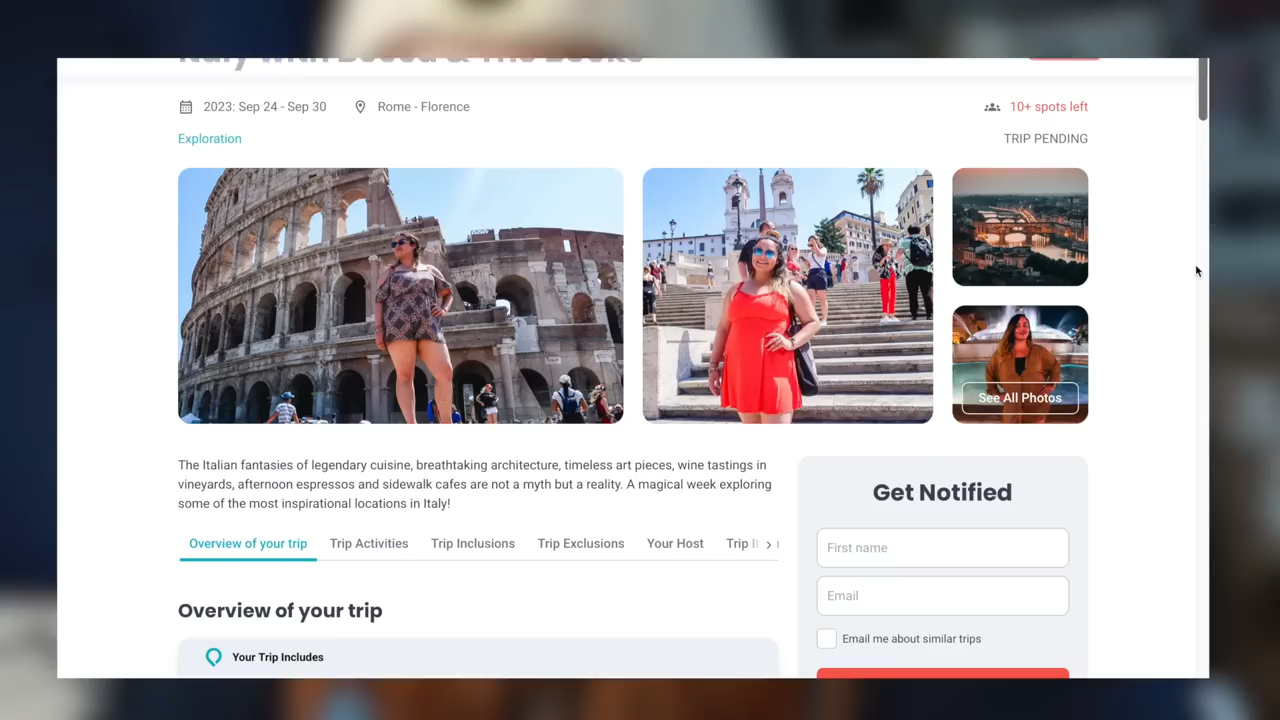 2023: Sep 24 - Sep 30
Rome - Florence
10+ spots left
Exploration
TRIP PENDING
See All Photos
The Italian fantasies of legendary cuisine, breathtaking architecture, timeless art pieces, wine tastings in
vineyards, afternoon espressos and sidewalk cafes are not a myth but a reality. A magical week exploring
some of the most inspirational locations in Italy!
Get Notified
First name
Email
Email me about similar trips
Overview of your trip
Trip Activities
Trip Inclusions
Trip Exclusions
Your Host
Trip
Overview of your trip
Your Trip Includes